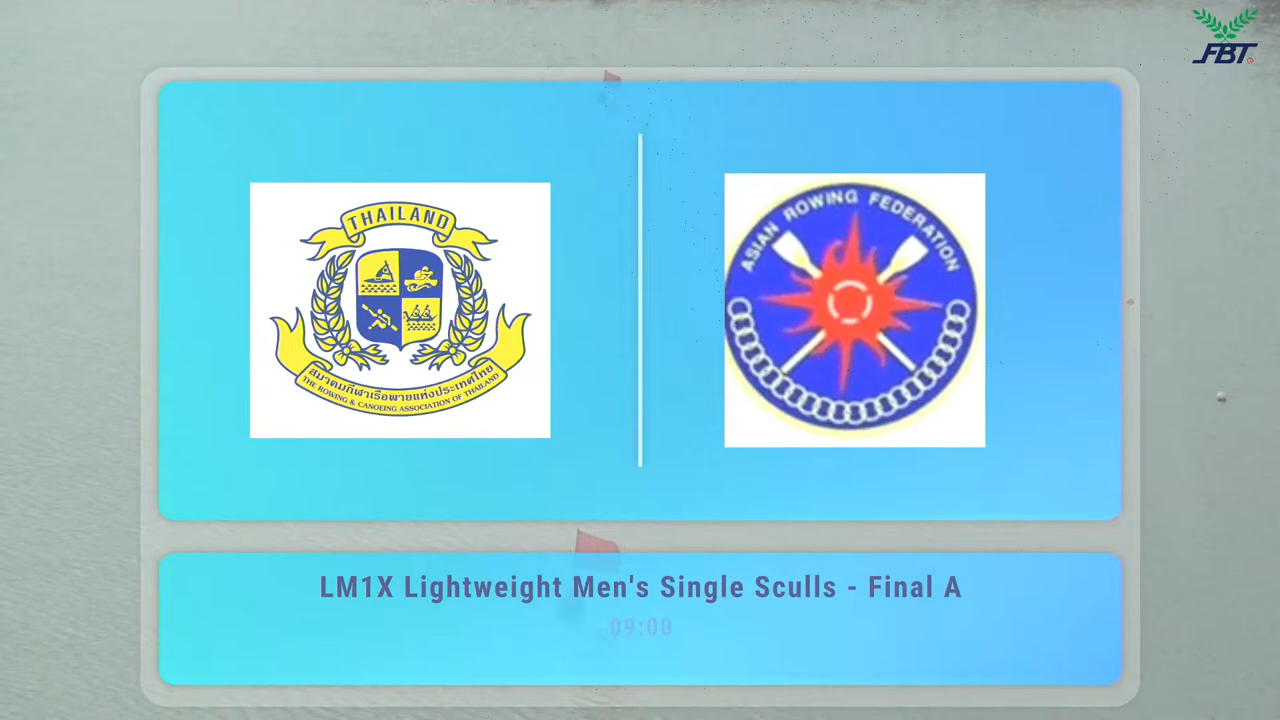 FBT
THAILAND
สมาคมกีฬาเรือพายแห่งประเทศไทย
THE ROWING & CANOEING ASSOCIATION OF THAILAND
ASIAN ROWING FEDERATION
LM1X Lightweight Men's Single Sculls - Final A
09:00